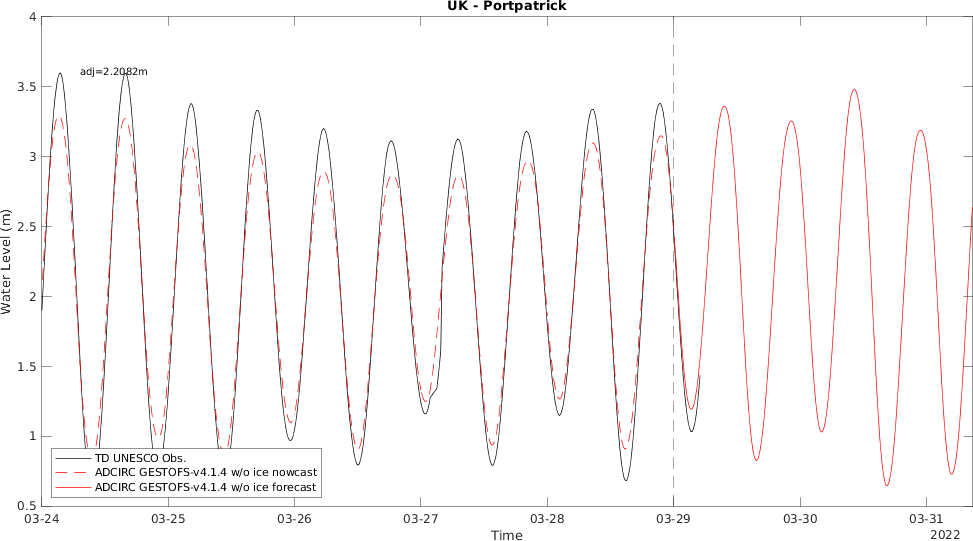 UK - Portpatrick
4
adj=2.2082m
3.5
3
2.5
2
1.5
1
0.5
Water Level (m)
TD UNESCO Obs.
ADCIRC GESTOFS-v4.1.4 w/o ice nowcast
ADCIRC GESTOFS-v4.1.4 w/o ice forecast
03-24 03-25 03-26 03-27 03-28 03-29 03-30 03-31
Time
2022